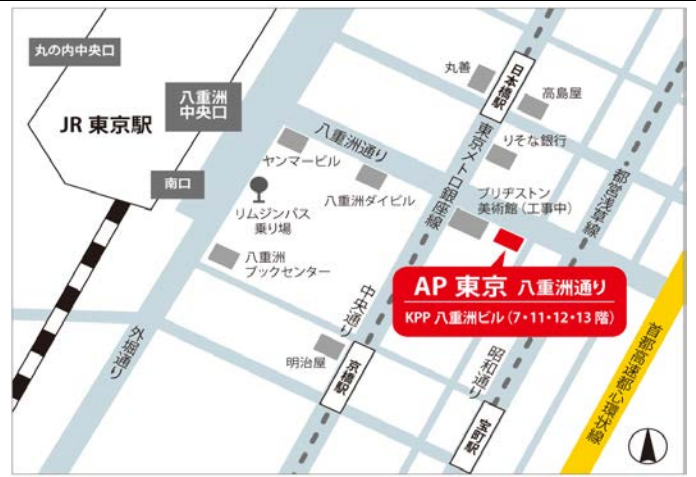 丸の内中央口
八重洲
中央口
JR 東京駅
南口
丸善
日本橋駅
高島屋
りそな銀行
八重洲通り
ヤンマービル
東京メトロ銀座線
都営浅草線
八重洲ダイビル
ブリヂストン
美術館（工事中）
リムジンバス
乗り場
八重洲
ブックセンター
AP 東京 八重洲通り
KPP 八重洲ビル（7・11・12・13 階）
中央通り
外堀通り
明治屋
京橋駅
昭和通り
宝町駅
首都高速都心環状線